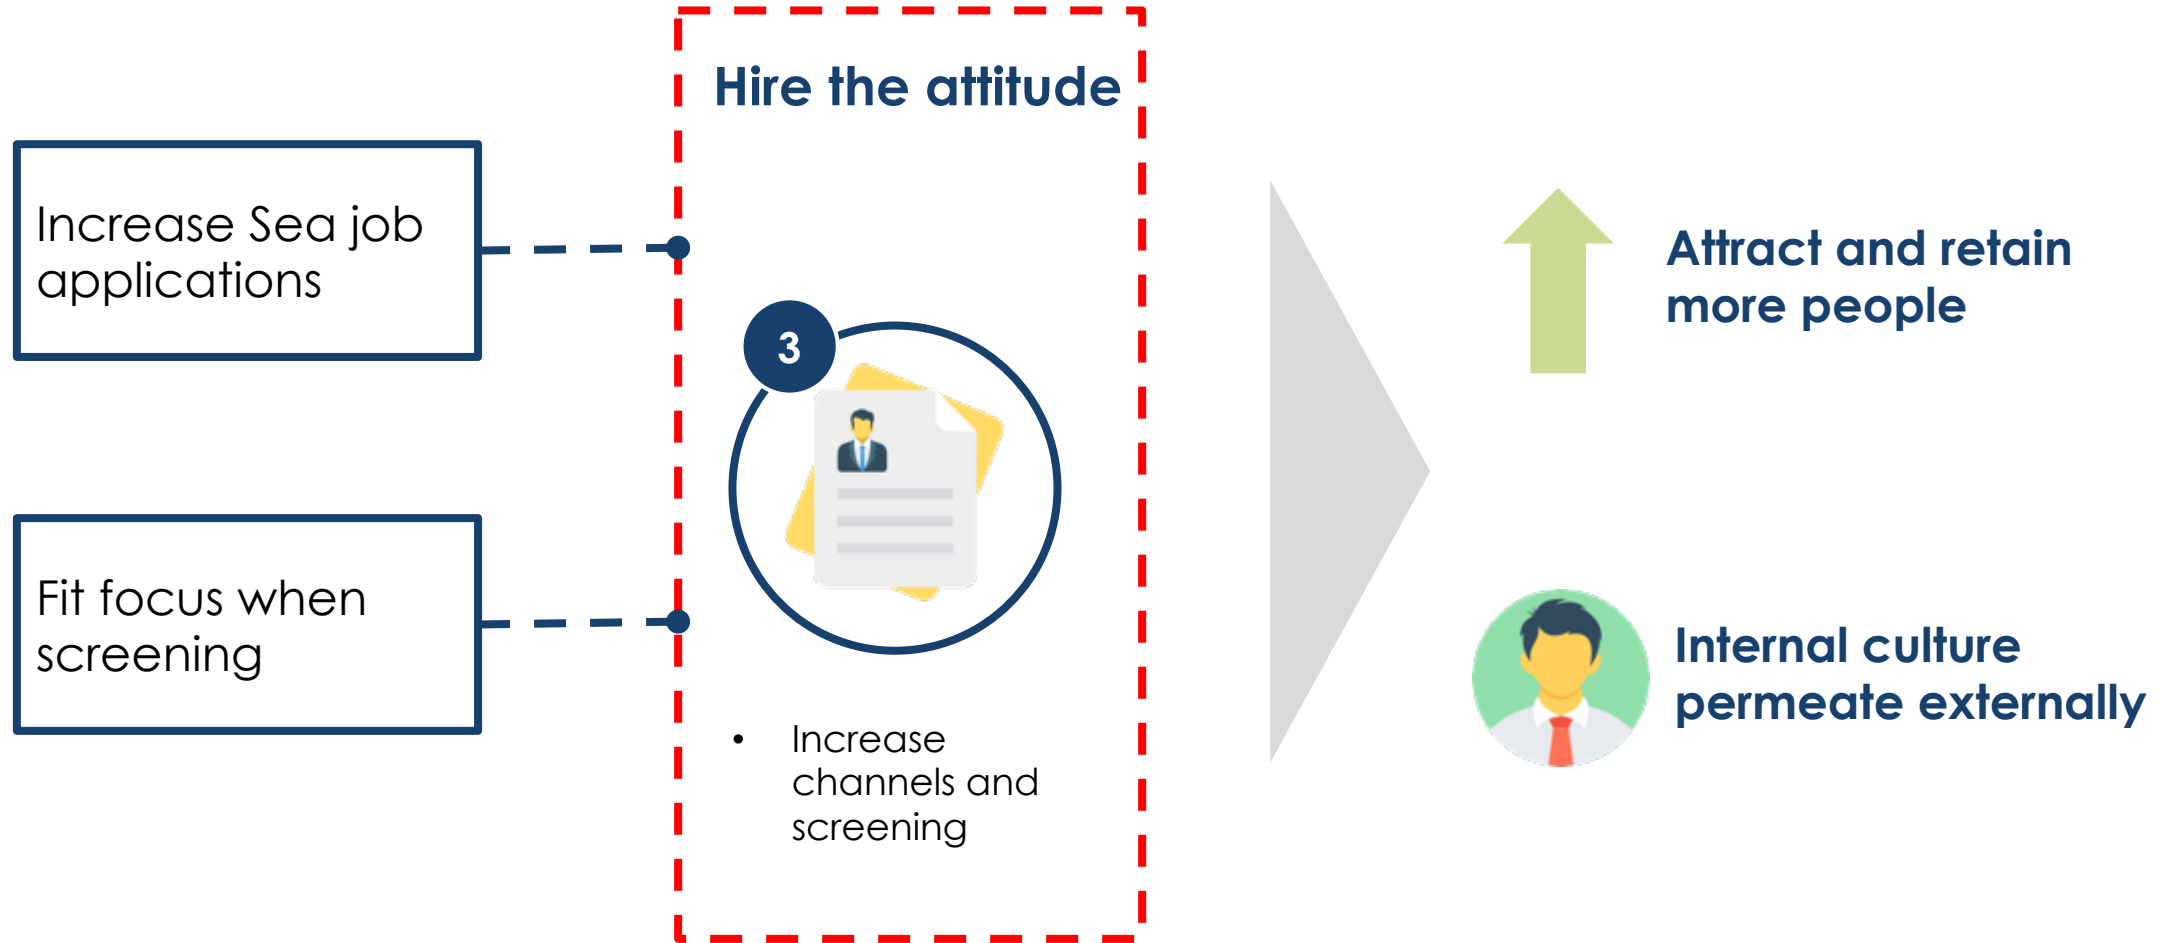 Hire the attitude
Increase Sea job
applications
Fit focus when
screening
3
• Increase
channels and
screening
Attract and retain
more people
Internal culture
permeate externally